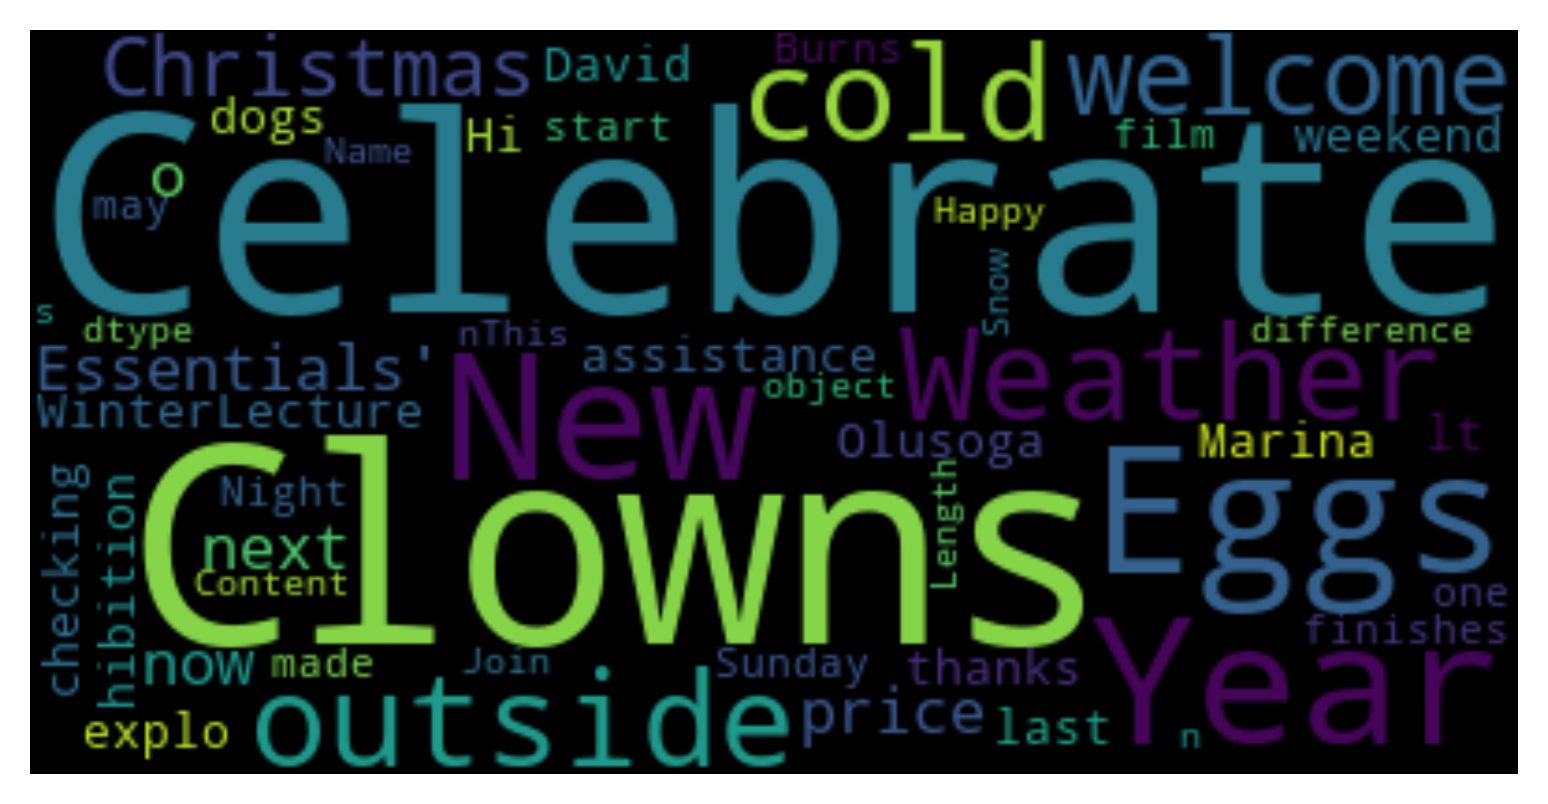 Christmas David Burns cold welcome
dogs Hi start film weekend
Name
Celebrate
o may Happy
Snow
s dtype nThis difference
Essentials' assistance Weather
New object
WinterLecture Olusoga Marina lt
Clowns Eggs
checking hibition Night Length
next
Content one
finishes
now made Join Sunday thanks Year
explo outside price last n